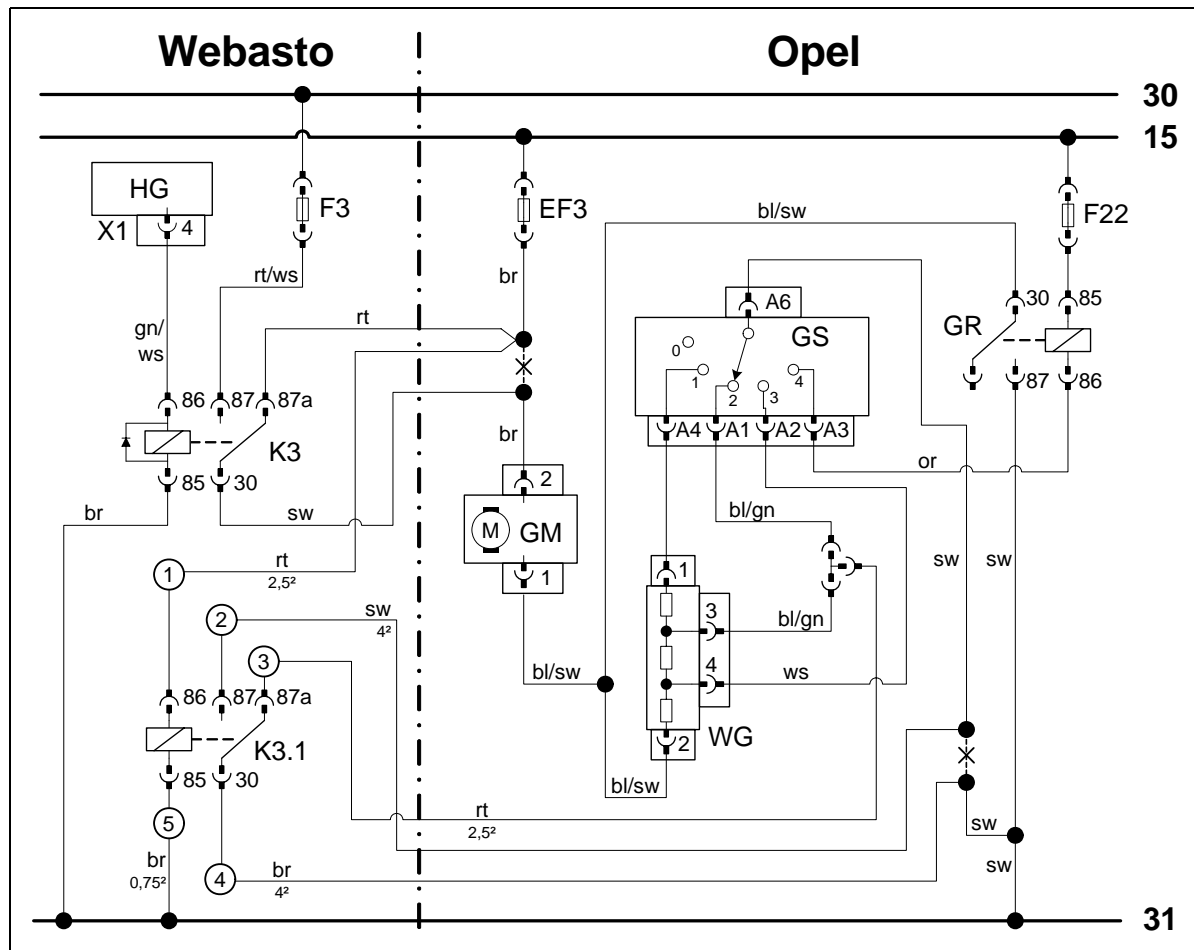 Webasto
Opel
30
15
HG
X1
4
F3
EF3
F22
bl/sw
rt/ws
br
rt
gn/
ws
A6
GS
0
1
2
3
4
30
85
GR
87
86
86
87
87a
K3
85
30
A4
A1
A2
A3
or
br
sw
br
2
M
GM
1
bl/gn
sw
sw
1
rt
2,5²
2
sw
4²
3
1
3
bl/gn
4
ws
bl/sw
WG
2
bl/sw
86
87
87a
K3.1
85
30
5
rt
2,5²
sw
br
0,75²
4
br
4²
sw
31